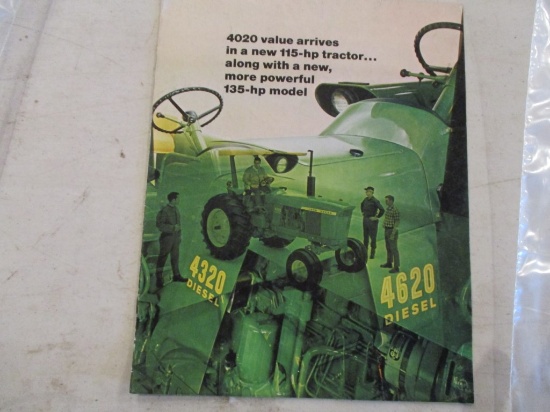 4020 value arrives
in a new 115-hp tractor...
along with a new,
more powerful
135-hp model
4320
DIESEL
4620
DIESEL